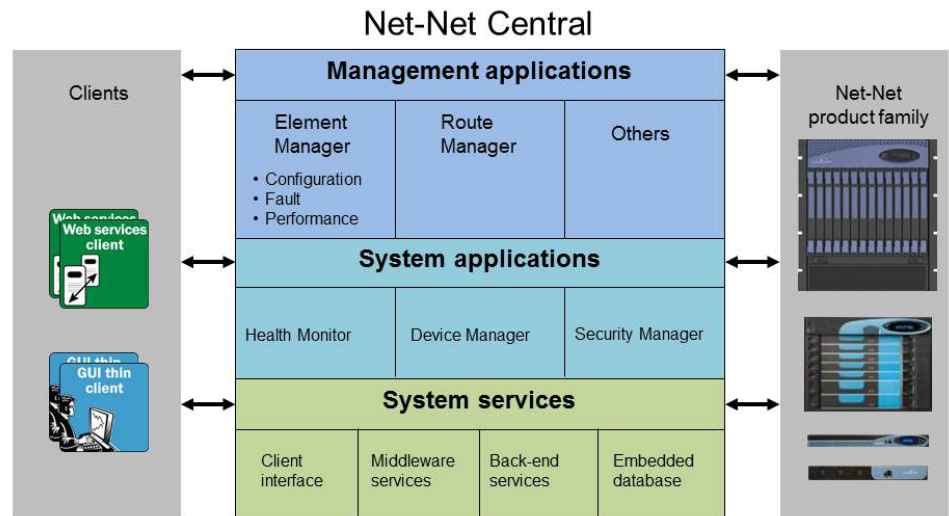 Net-Net Central
Clients
Web services
Web services
client
GUI thin
GUI thin
client
Management applications
Element
Manager
• Configuration
• Fault
• Performance
Route
Manager
Others
System applications
Health Monitor
Device Manager
Security Manager
System services
Client
interface
Middleware
services
Back-end
services
Embedded
database
Net-Net
product family